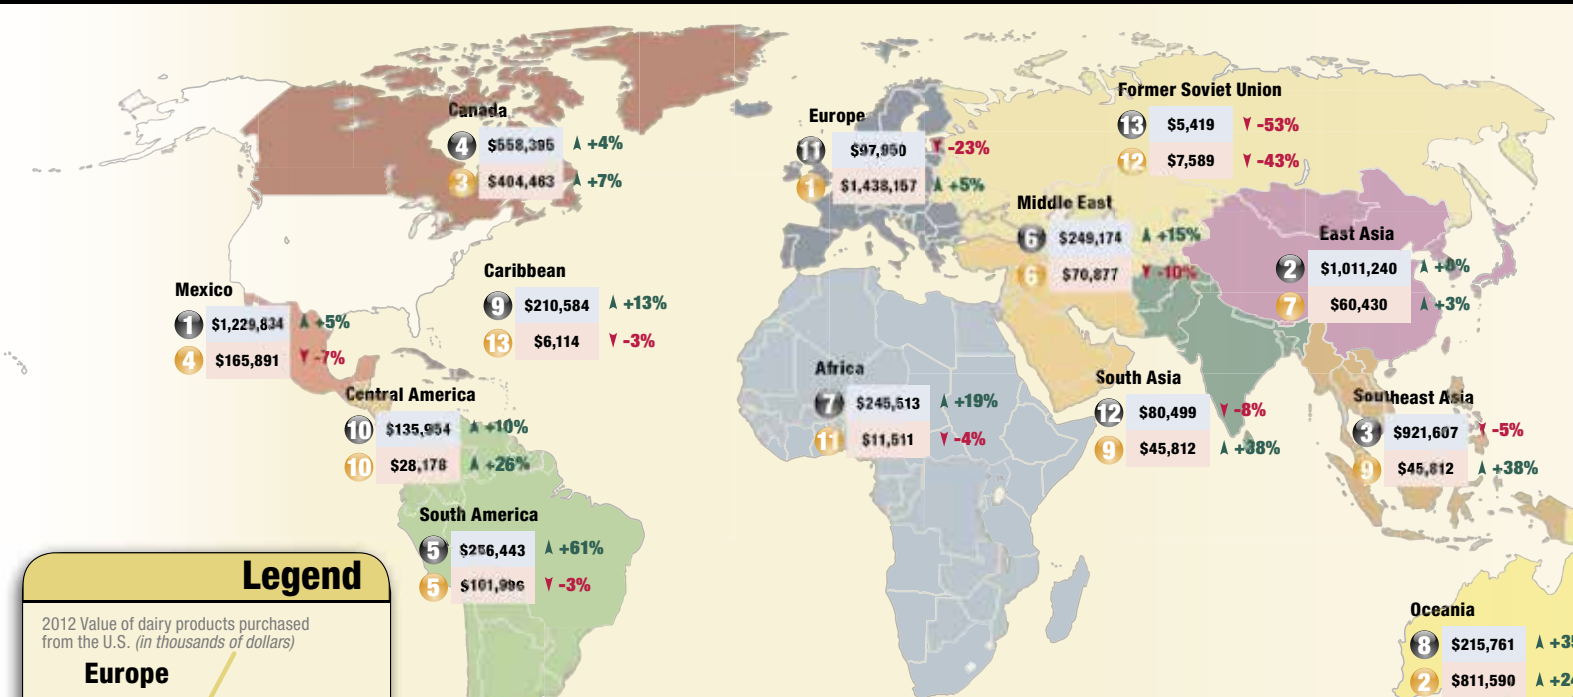 Canada
4 $558,395 +4%
3 $404,463 +7%
Europe
11 $97,950 -23%
1 $1,438,157 +5%
Former Soviet Union
13 $5,419 -53%
12 $7,589 -43%
Middle East
6 $249,174 +15%
6 $70,877 -10%
East Asia
2 $1,011,240 +8%
7 $60,430 +3%
Mexico
1 $1,229,834 +5%
4 $165,891 -7%
Caribbean
9 $210,584 +13%
13 $6,114 -3%
Central America
10 $135,954 +10%
10 $28,178 +26%
Africa
7 $245,513 +19%
11 $11,511 -4%
South Asia
12 $80,499 -8%
9 $45,812 +38%
Southeast Asia
3 $921,607 -5%
9 $45,812 +38%
South America
5 $256,443 +61%
5 $101,996 -3%
Oceania
8 $215,761
2 $811,590
Legend
2012 Value of dairy products purchased
from the U.S. (in thousands of dollars)
Europe